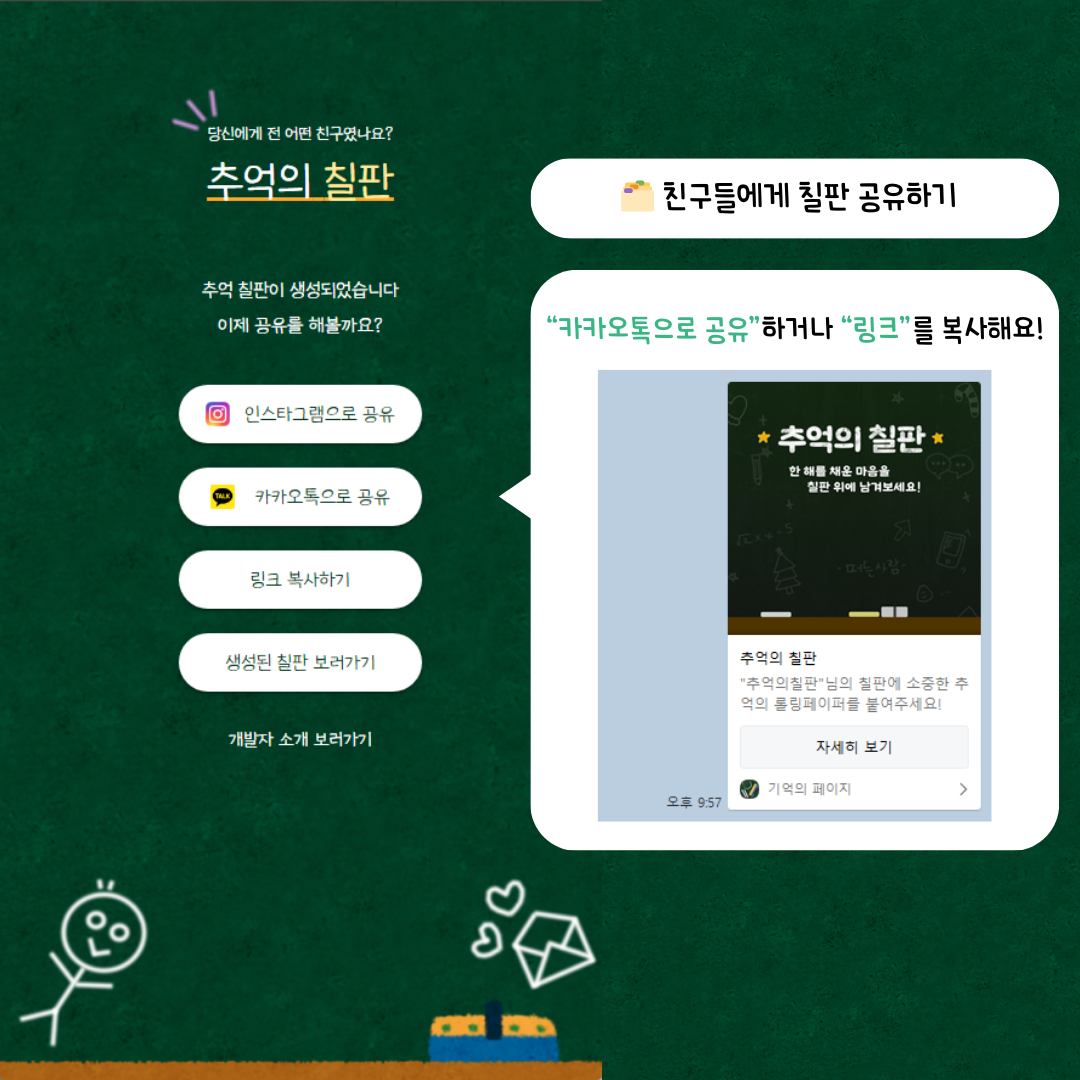 당신에게 전 어떤 친구였나요?
추억의 칠판
추억 칠판이 생성되었습니다
이제 공유를 해볼까요?
인스타그램으로 공유
TALK
카카오톡으로 공유
링크 복사하기
생성된 칠판 보러가기
개발자 소개 보러가기
친구들에게 칠판 공유하기
“카카오톡으로 공유”하거나 “링크”를 복사해요!
추억의 칠판
한 해를 채운 마음을
칠판 위에 남겨보세요!
-떠든사람-
추억의 칠판
"추억의칠판"님의 칠판에 소중한 추
억의 롤링페이퍼를 붙여주세요!
자세히 보기
기억의 페이지
오후 9:57